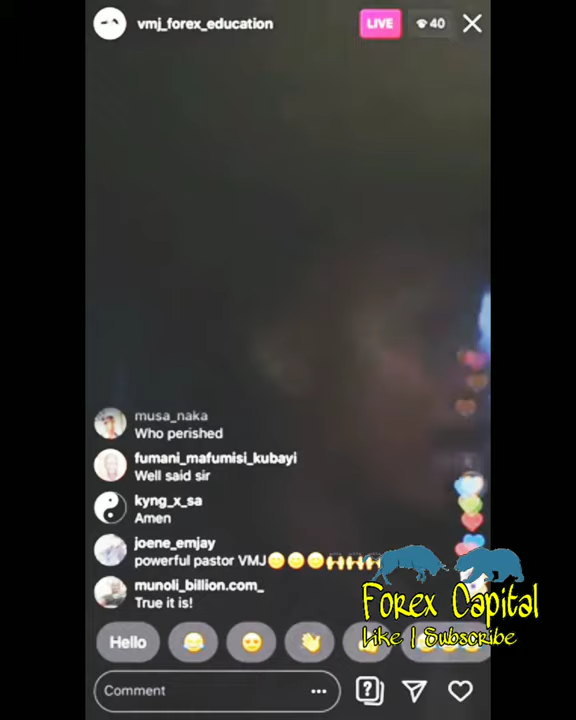 vmj_forex_education
LIVE
40
musa_naka
Who perished
fumani_mafumisi_kubayi
Well said sir
kyng_x_sa
Amen
joene_emjay
powerful pastor VMJ
munoli_billion.com_
True it is!
Forex Capital
Like | Subscribe
Hello
Comment